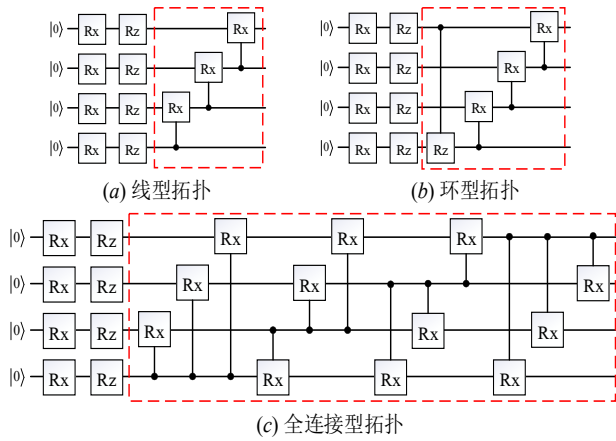 Rx
|0⟩ Rx Rz
Rx
|0⟩ Rx Rz
Rx
|0⟩ Rx Rz
|0⟩ Rx Rz
(a) 线型拓扑
Rx
|0⟩ Rx Rz
Rx
|0⟩ Rx Rz
Rx
|0⟩ Rx Rz
|0⟩ Rx Rz Rz
(b) 环型拓扑
|0⟩ Rx Rz Rx Rx Rx
|0⟩ Rx Rz Rx Rx Rx Rx
|0⟩ Rx Rz Rx Rx Rx
|0⟩ Rx Rz Rx Rx Rx
(c) 全连接型拓扑